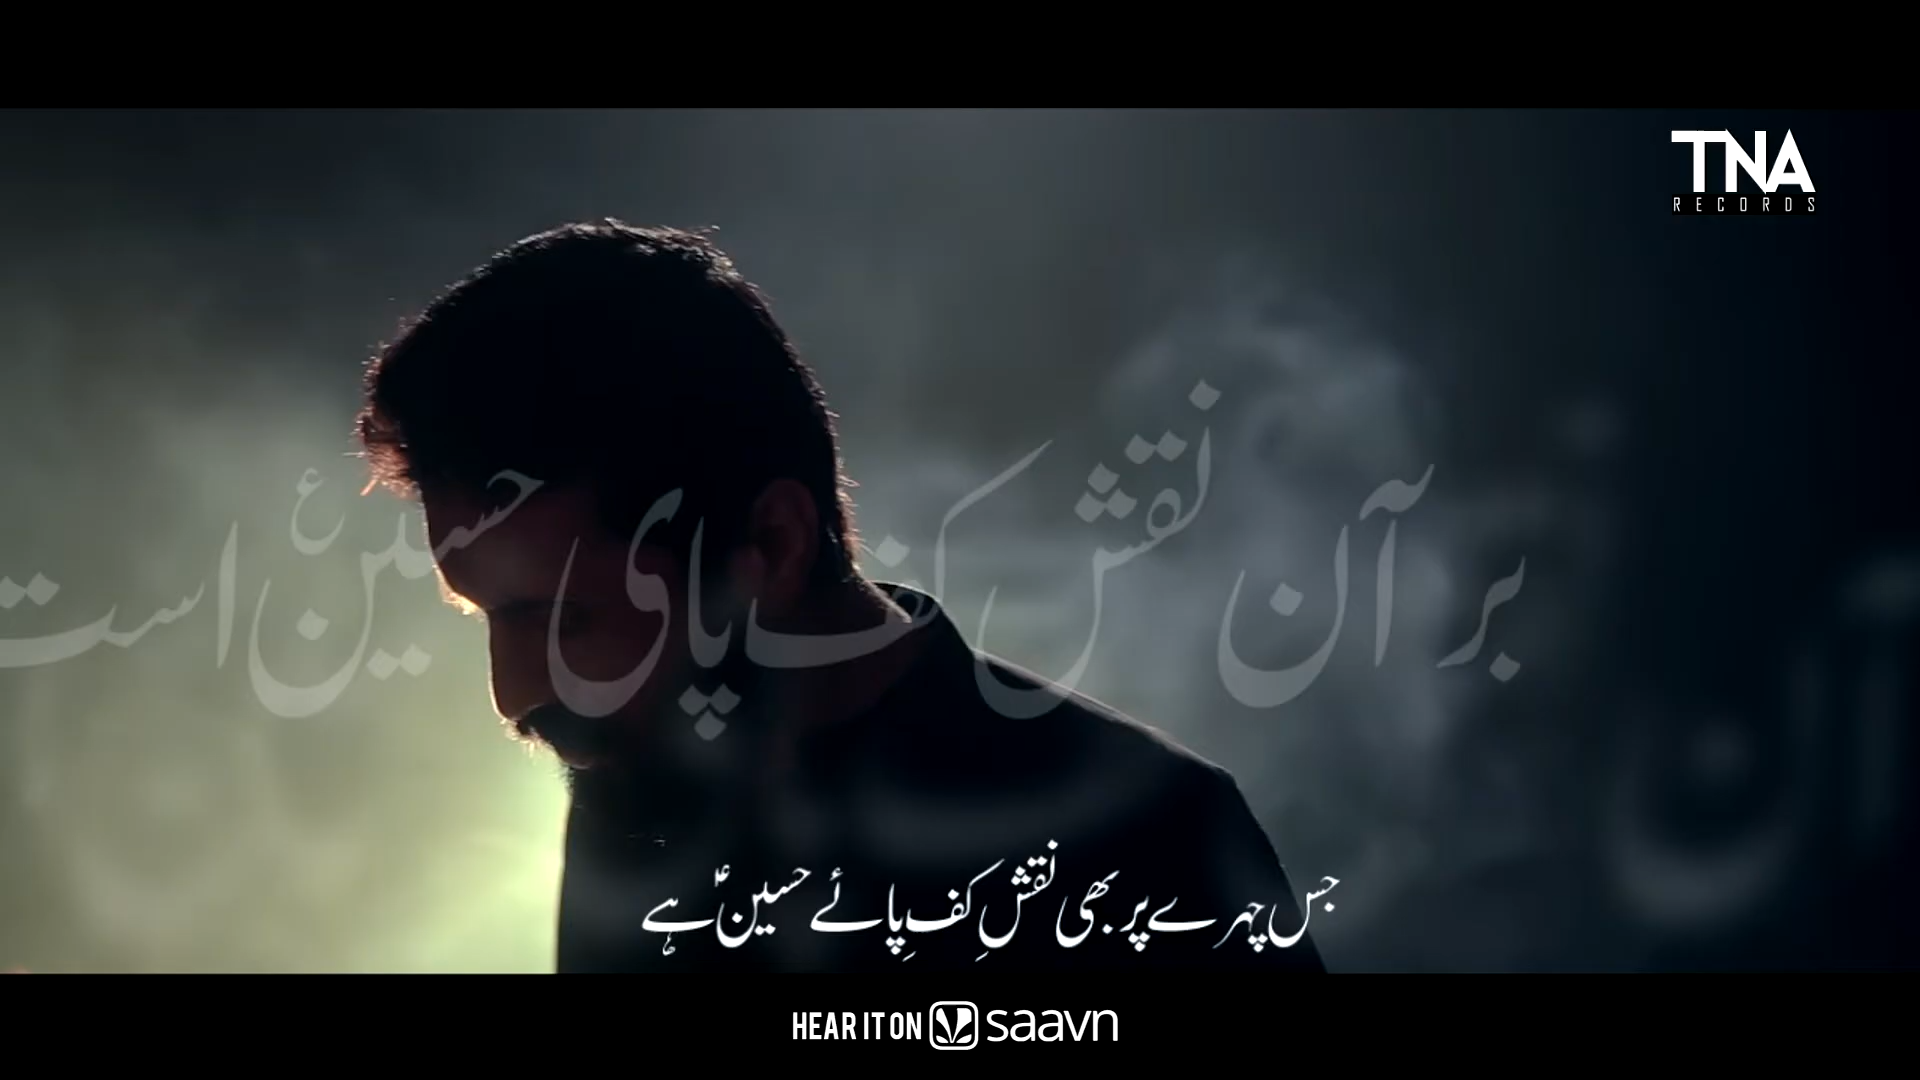 TNA
RECORDS
بر آن نقش کف پای حسینؑ است
جس چہرے پر بھی نقشِ کفِ پائے حسینؑ ہے
HEAR IT ON saavn